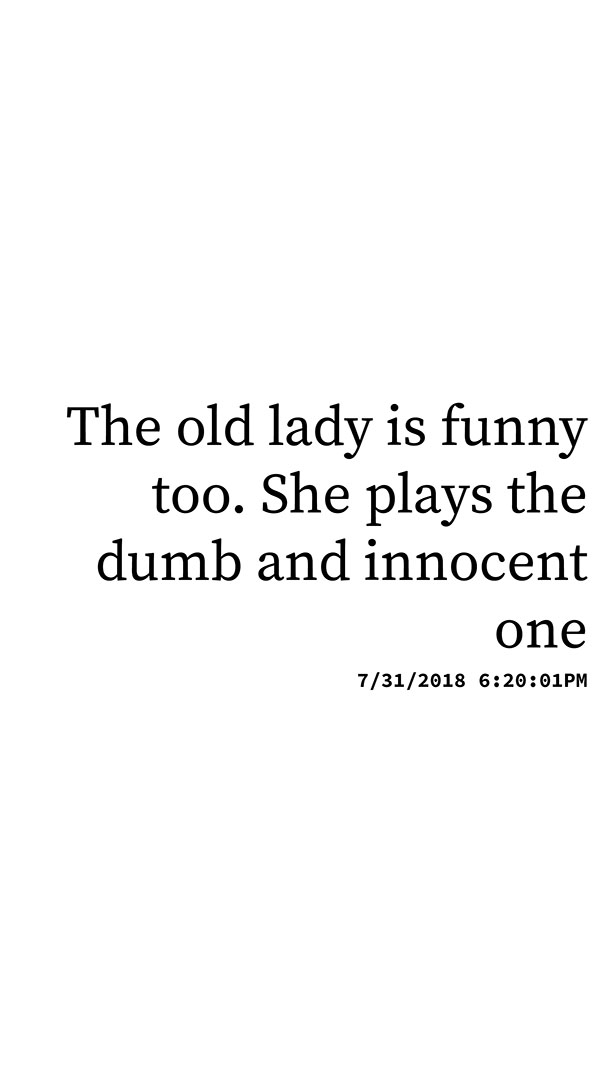 The old lady is funny
too. She plays the
dumb and innocent
one
7/31/2018 6:20:01PM